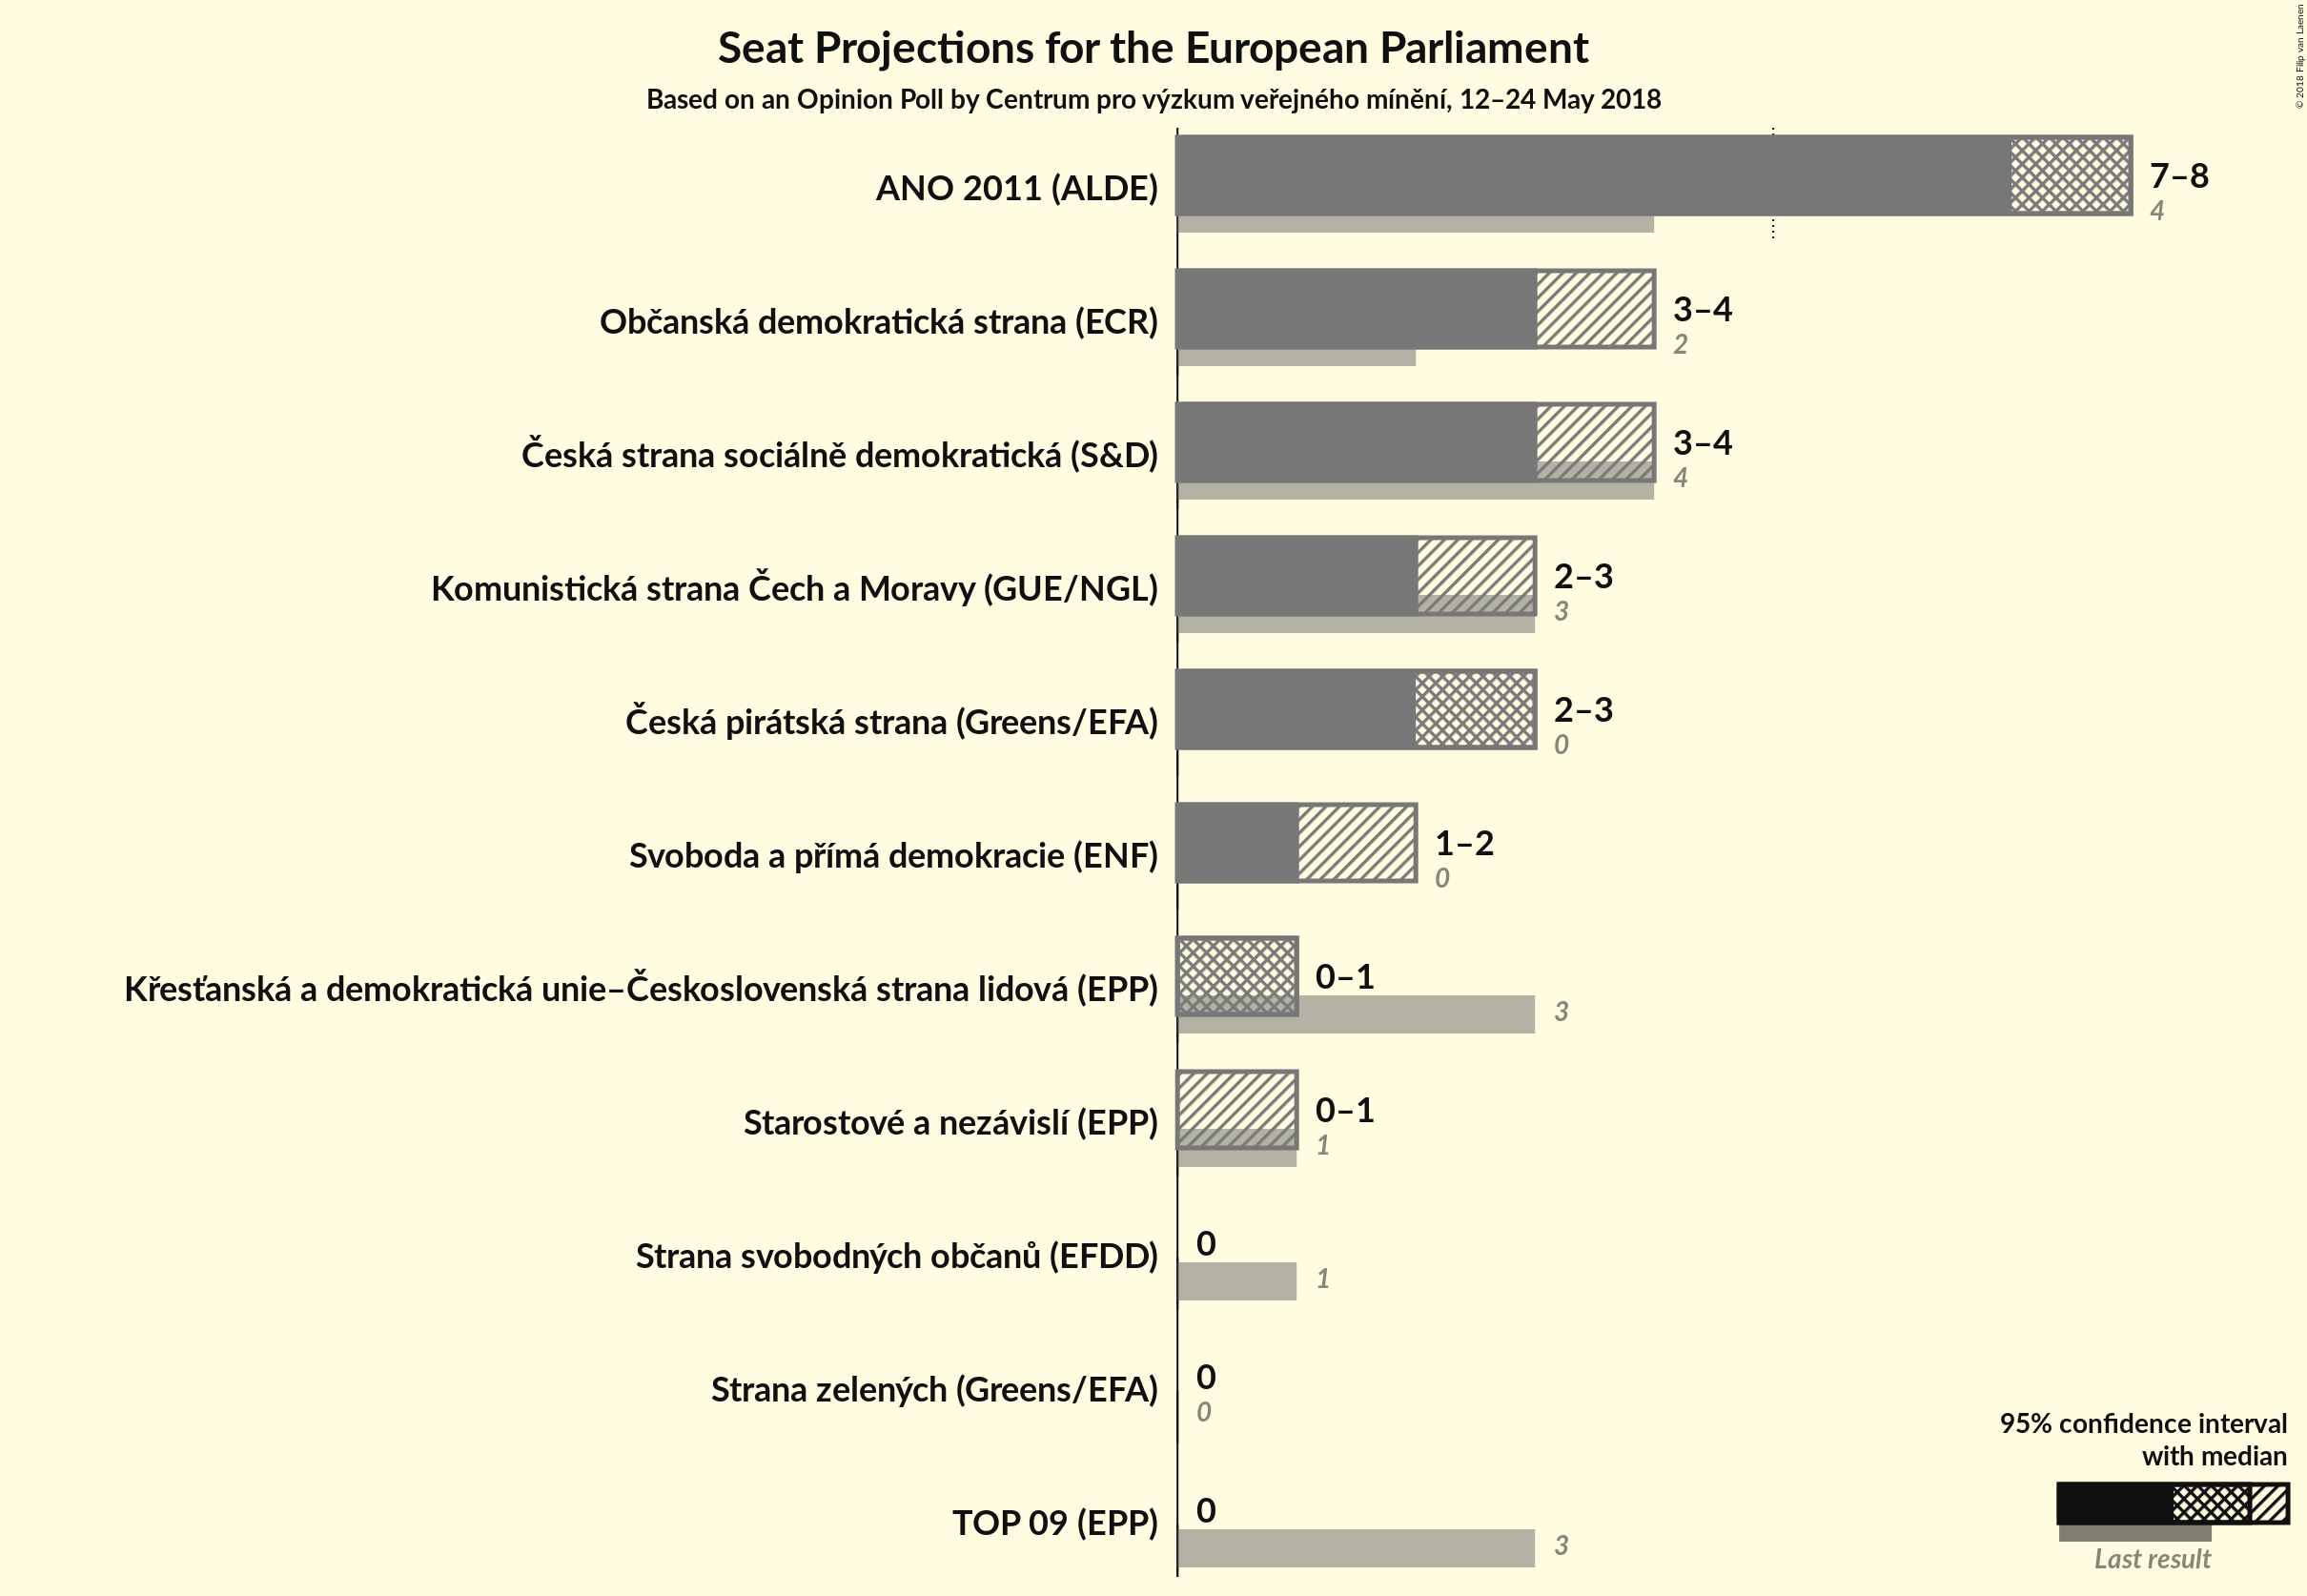 Seat Projections for the European Parliament
Based on an Opinion Poll by Centrum pro výzkum veřejného mínění, 12–24 May 2018
© 2018 Filip van Laenen
ANO 2011 (ALDE)
7–8
4
Občanská demokratická strana (ECR)
3–4
2
Česká strana sociálně demokratická (S&D)
3–4
4
Komunistická strana Čech a Moravy (GUE/NGL)
2–3
3
Česká pirátská strana (Greens/EFA)
2–3
0
Svoboda a přímá demokracie (ENF)
1–2
0
Křesťanská a demokratická unie–Československá strana lidová (EPP)
0–1
3
Starostové a nezávislí (EPP)
0–1
1
Strana svobodných občanů (EFDD)
0
1
Strana zelených (Greens/EFA)
0
0
TOP 09 (EPP)
0
3
95% confidence interval
with median
Last result